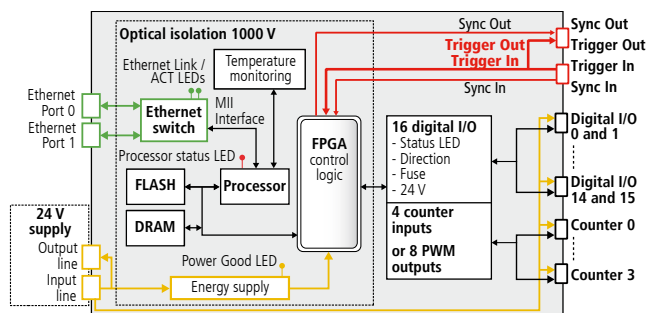 Optical isolation 1000 V
Sync Out
Sync Out
Trigger Out
Trigger Out
Trigger In
Trigger In
Sync In
Sync In
Ethernet Link /
ACT LEDs
Temperature
monitoring
Ethernet
Port 0
Ethernet
Port 1
Ethernet
switch
MII
Interface
FPGA
control
logic
16 digital I/O
- Status LED
- Direction
- Fuse
- 24 V
Digital I/O
0 and 1
Processor status LED
FLASH
Processor
Digital I/O
14 and 15
DRAM
4 counter
inputs
or 8 PWM
outputs
Counter 0
Counter 3
24 V
supply
Output
line
Input
line
Power Good LED
Energy supply